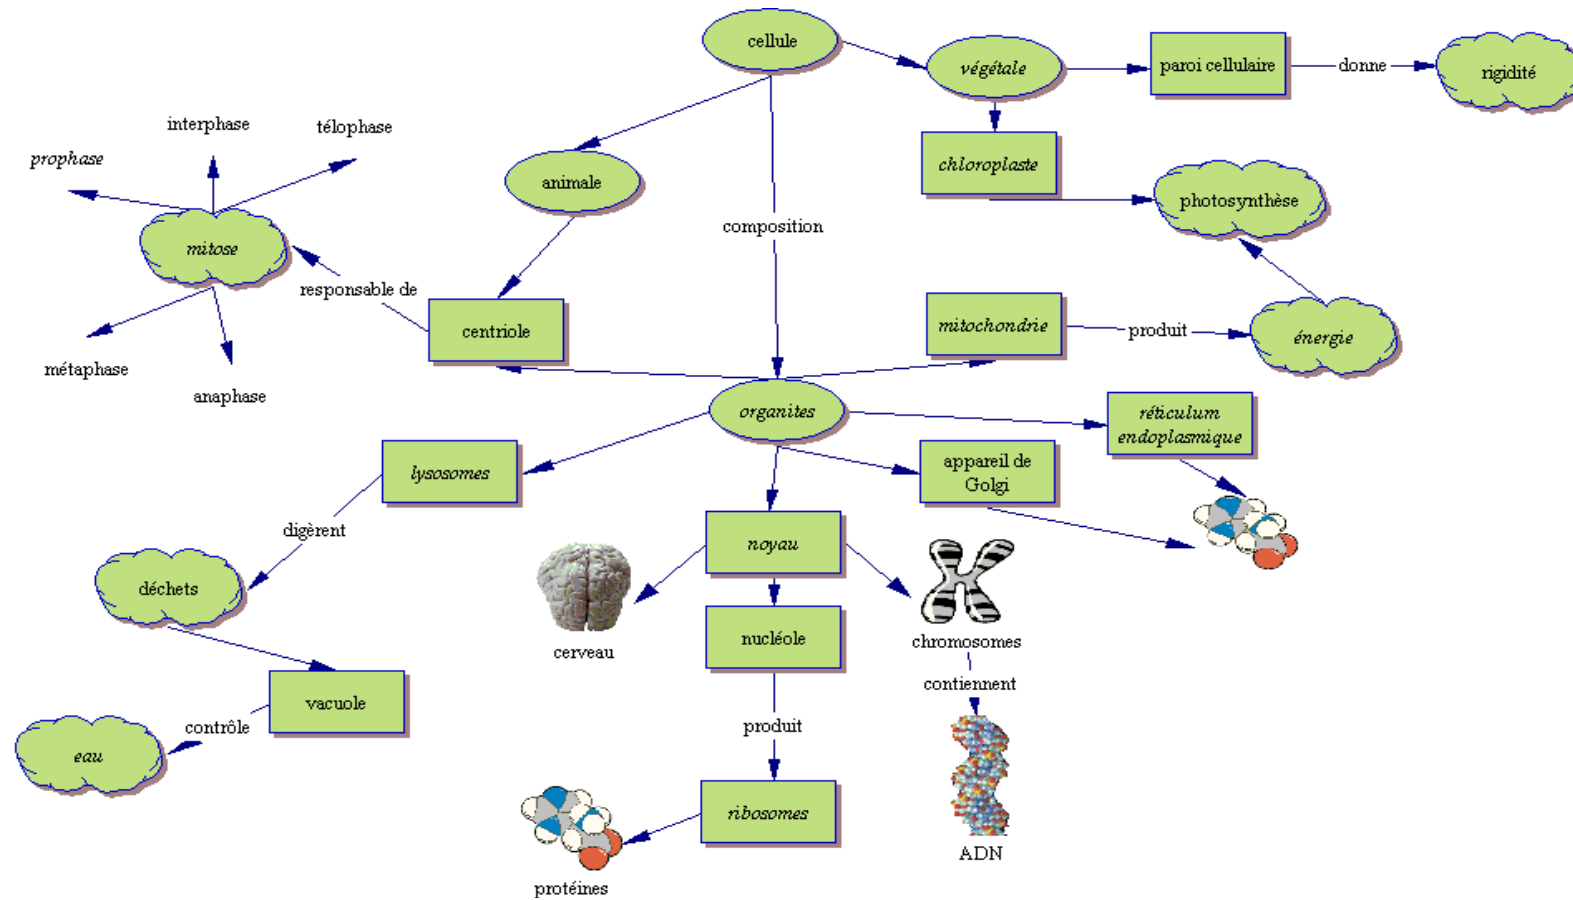 cellule
végétale
paroi cellulaire
donne
rigidité
interphase
télophase
prophase
chloroplaste
animale
photosynthèse
composition
mitose
responsable de
centriole
mitochondrie
produit
énergie
métaphase
anaphase
organites
réticulum
endoplasmique
lysosomes
appareil de
Golgi
digèrent
noyau
déchets
nucléole
chromosomes
cerveau
contiennent
vacuole
contrôle
produit
eau
ribosomes
ADN
protéines